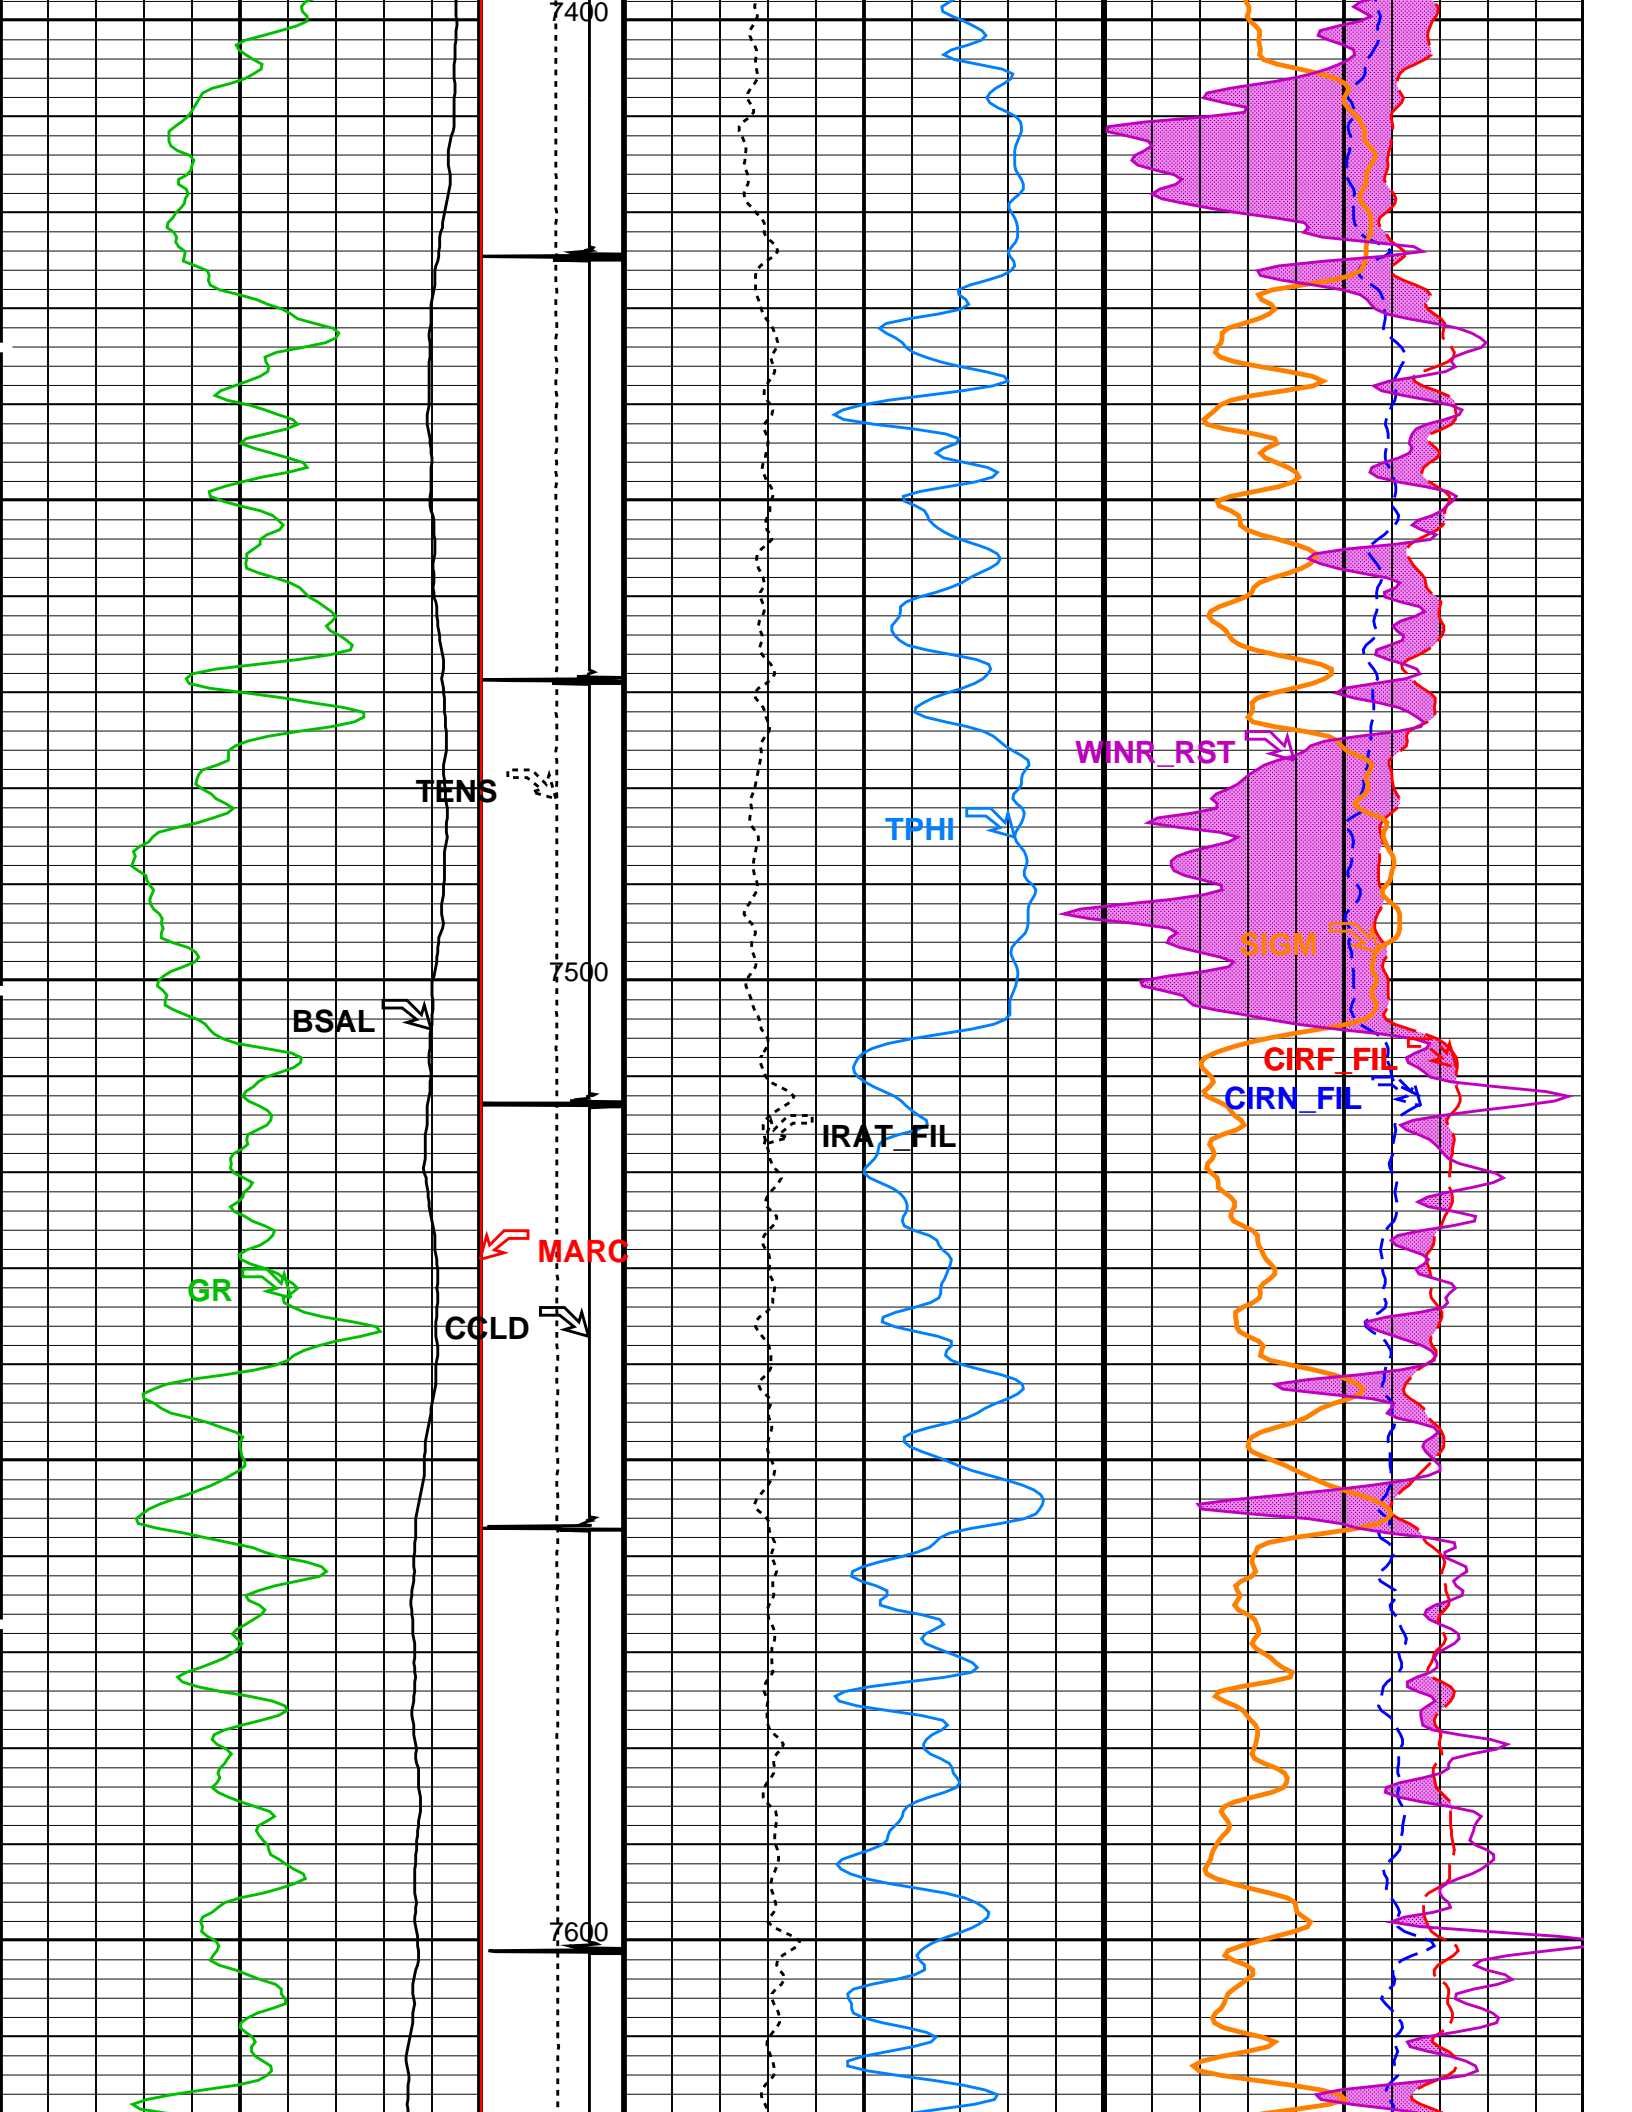 7400
WINR_RST
TENS
TPHI
SIGM
7500
BSAL
CIRF_FIL
CIRN_FIL
IRAT_FIL
MARC
GR
CCLD
7600